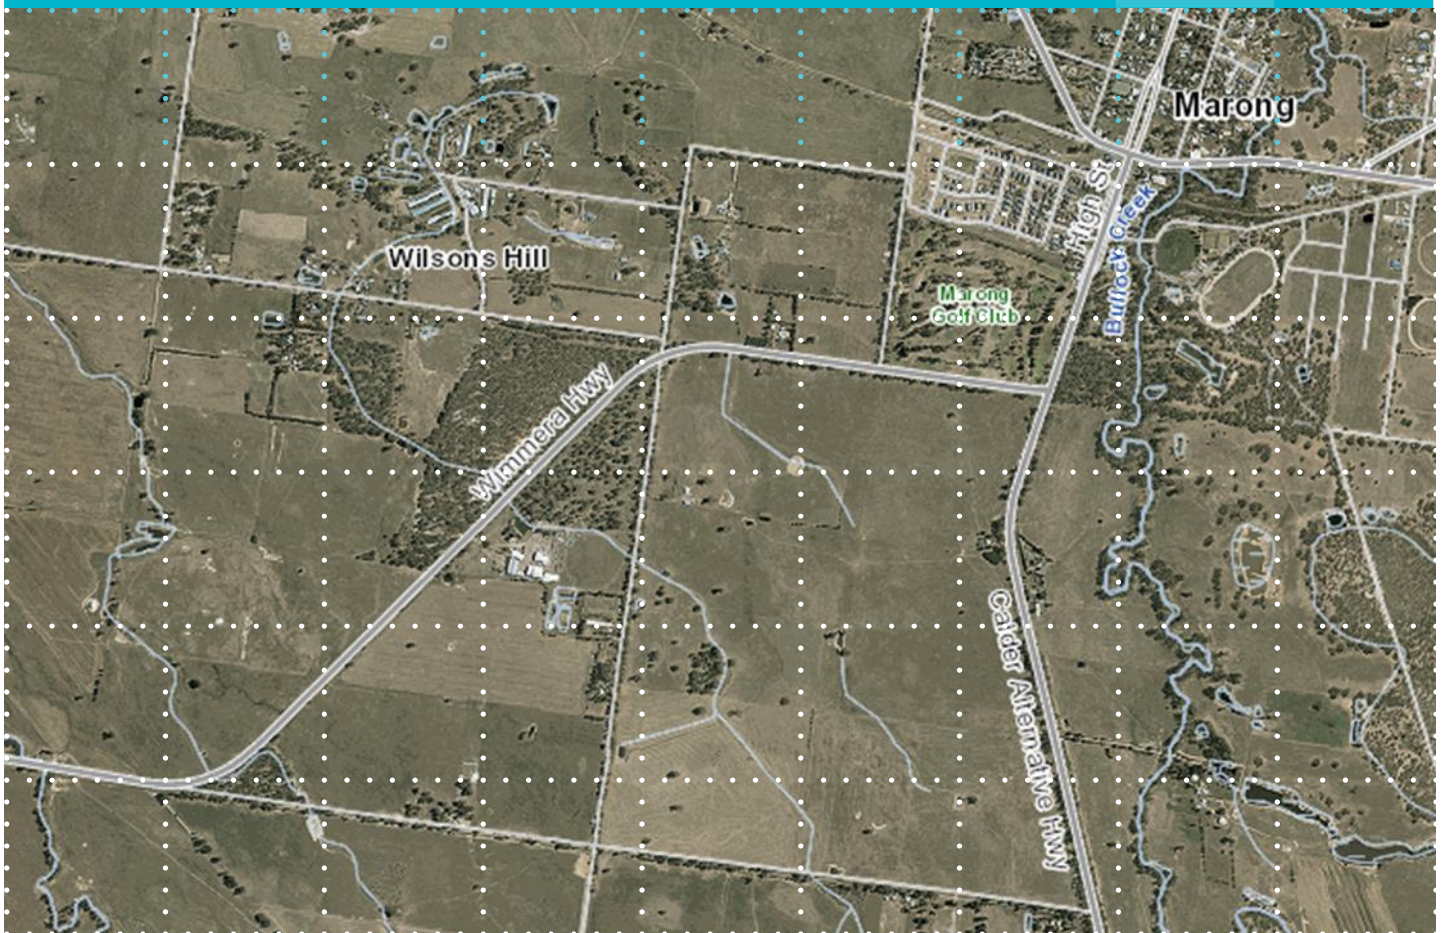 Marong
High St
Bullock Creek
Wilsons Hill
Marong
Golf Club
Wimmera Hwy
Calder Alternative Hwy